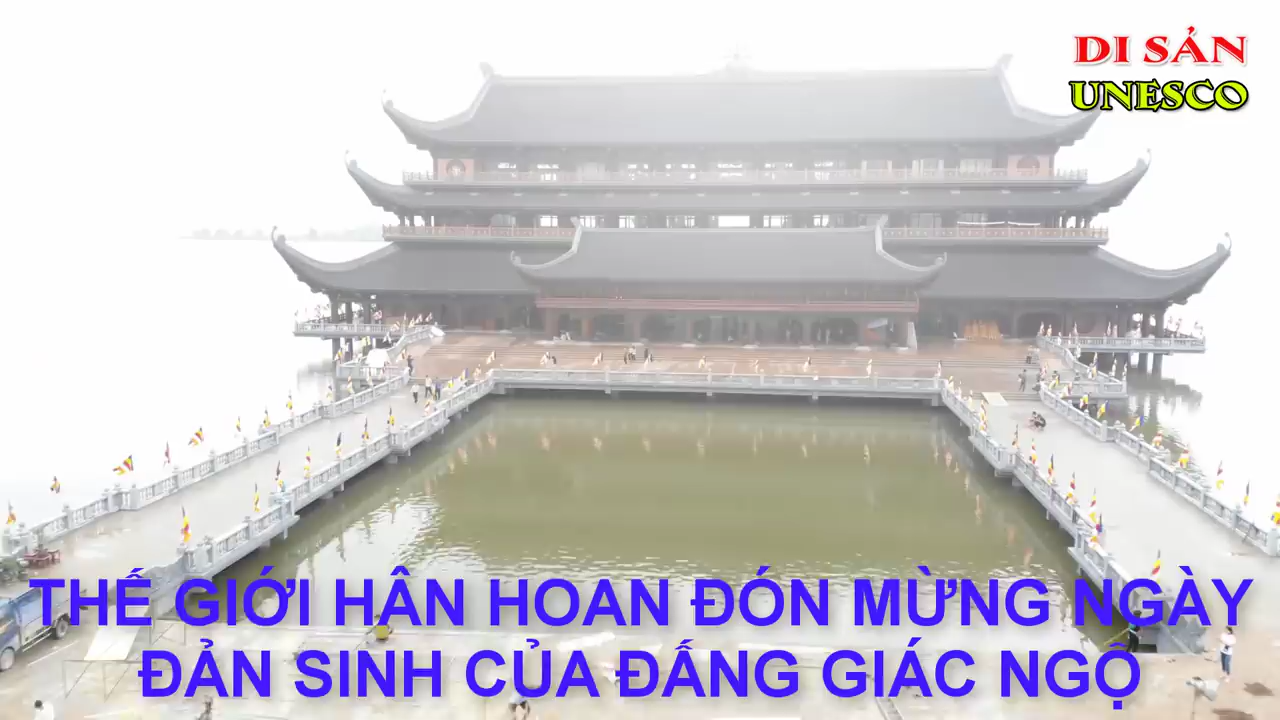 DI SẢN
UNESCO
THẾ GIỚI HÂN HOAN ĐÓN MỪNG NGÀY
ĐẢN SINH CỦA ĐẤNG GIÁC NGỘ